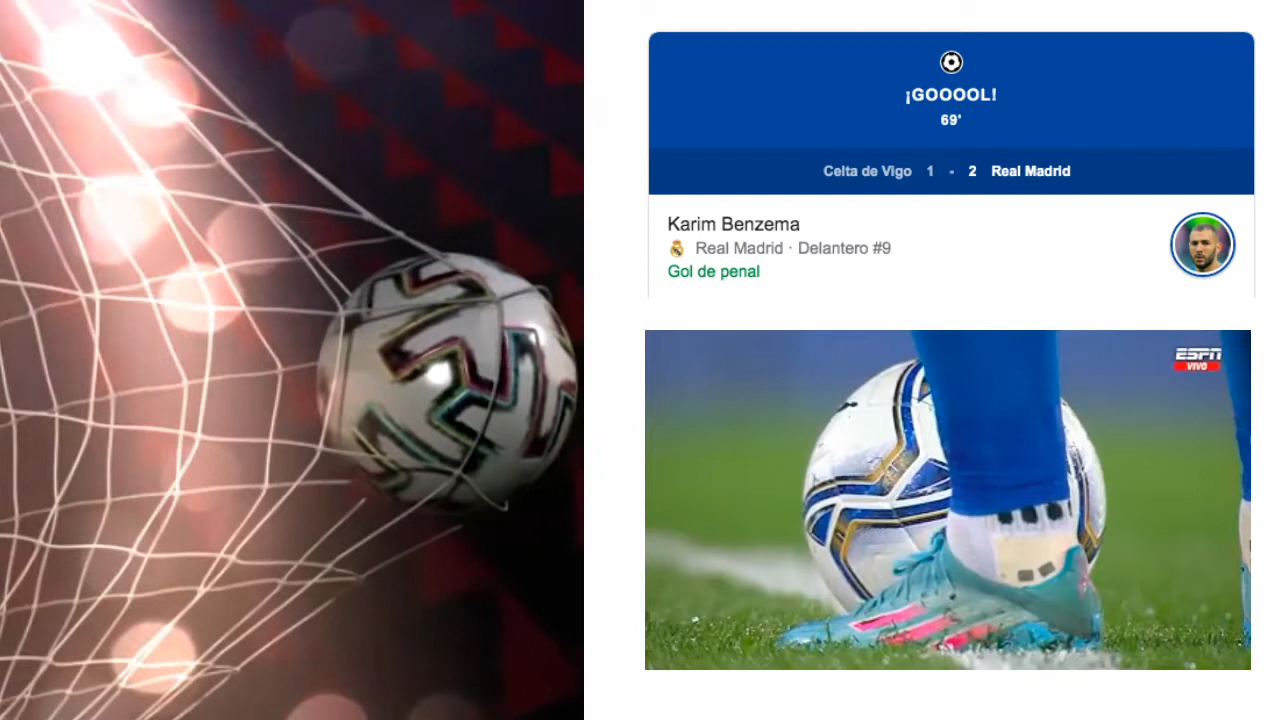 ¡GOOOOL!
69'
Celta de Vigo 1 - 2 Real Madrid
Karim Benzema
Real Madrid · Delantero #9
Gol de penal
ESPN
VIVO